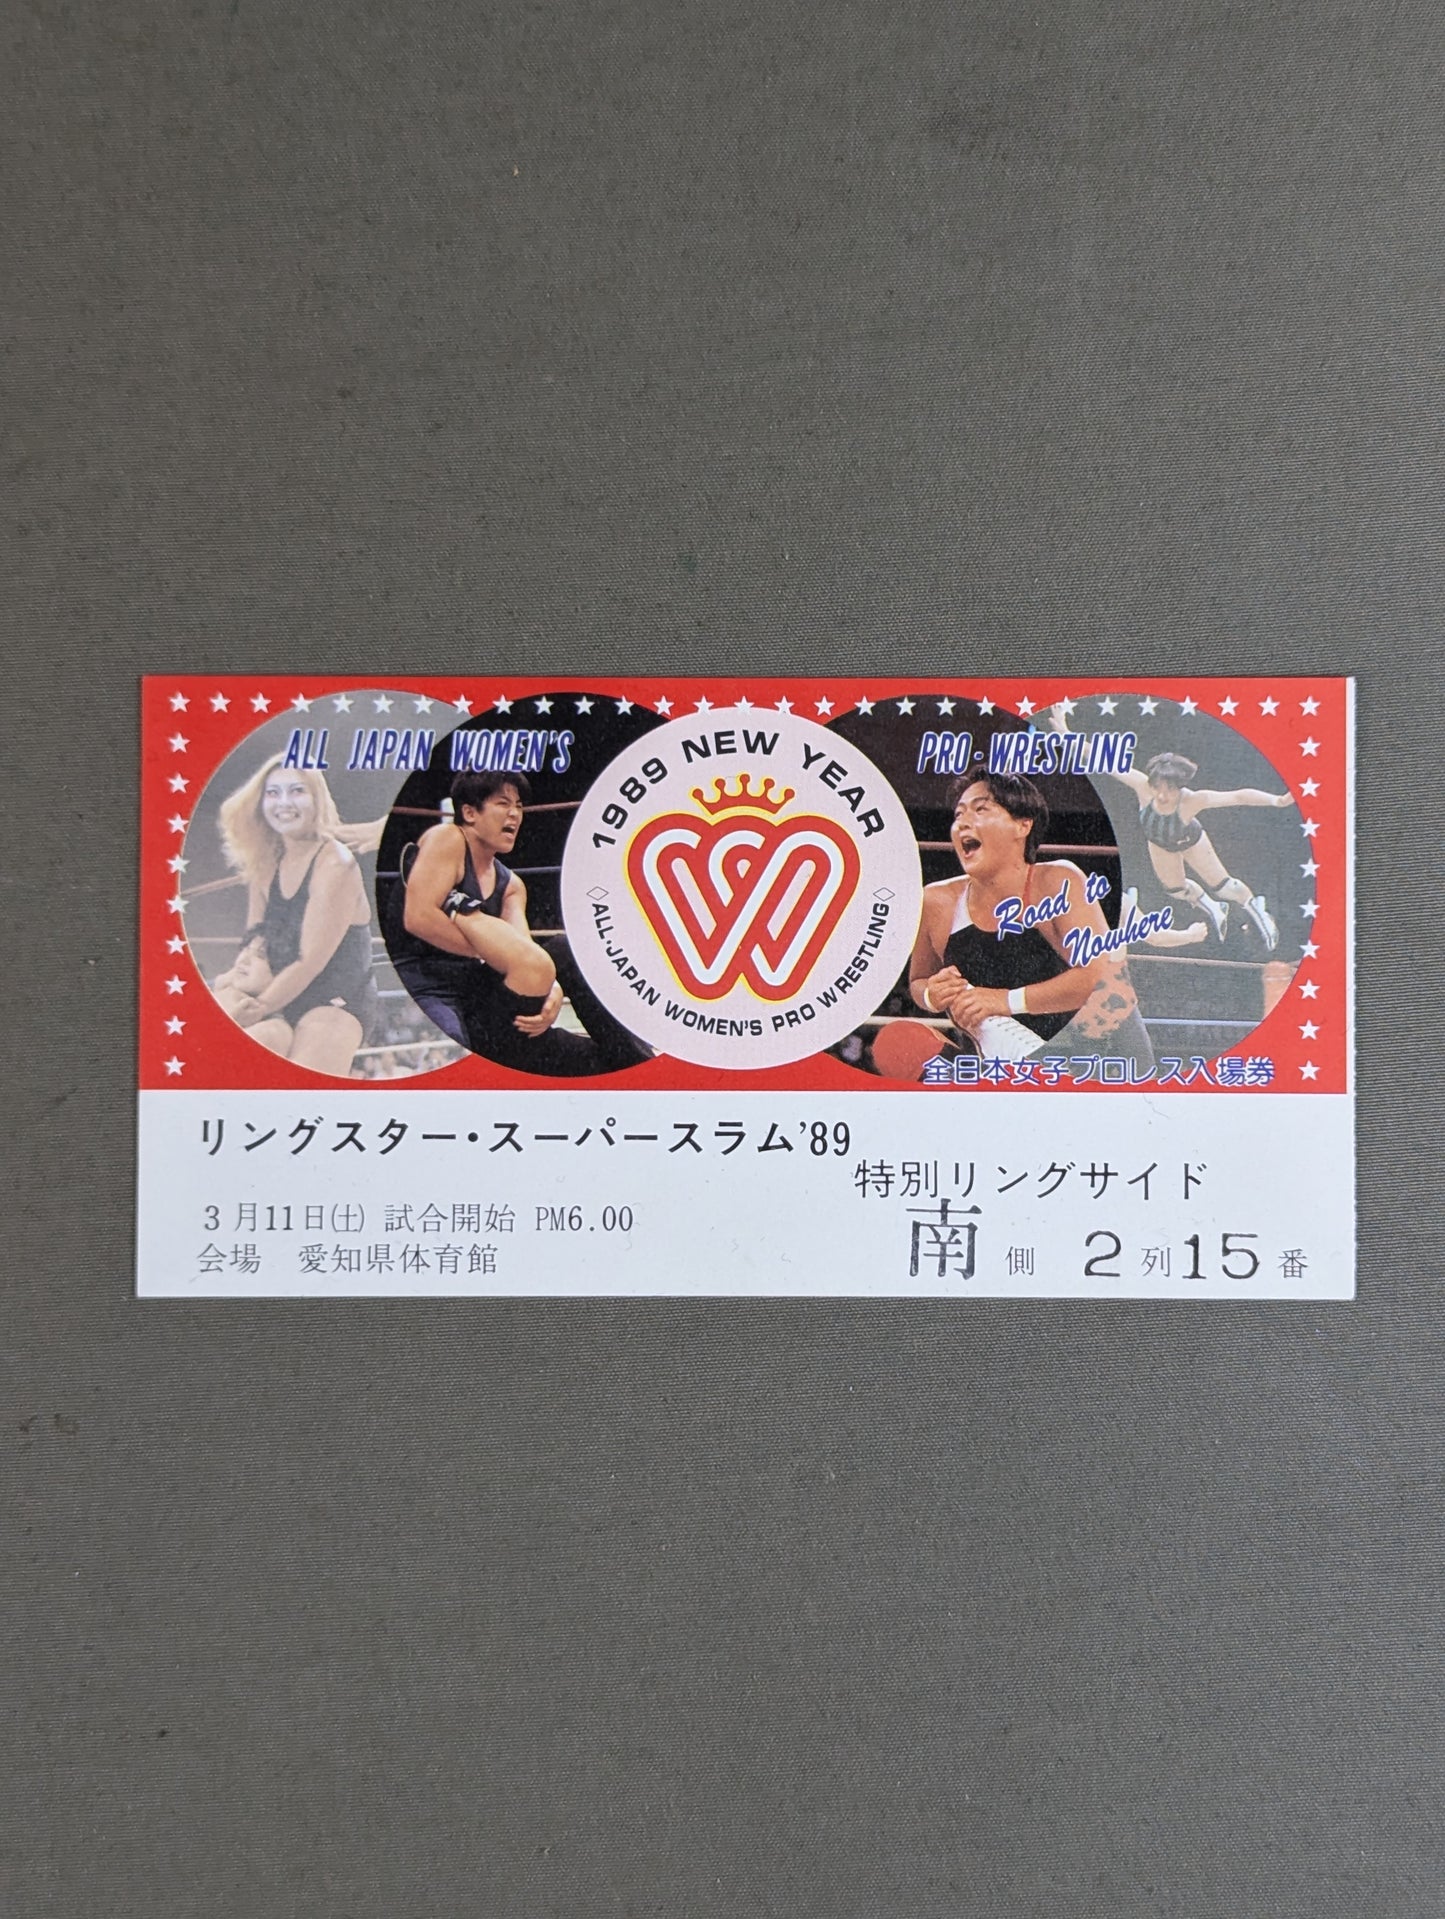 ALL JAPAN WOMEN'S
PRO-WRESTLING
1989 NEW YEAR
◇ALL・JAPAN WOMEN'S PRO WRESTLING◇
Road to
Nowhere
全日本女子プロレス入場券
リングスター・スーパースラム'89
特別リングサイド
3月11日(土) 試合開始 PM6.00
会場 愛知県体育館
南側 2列15番